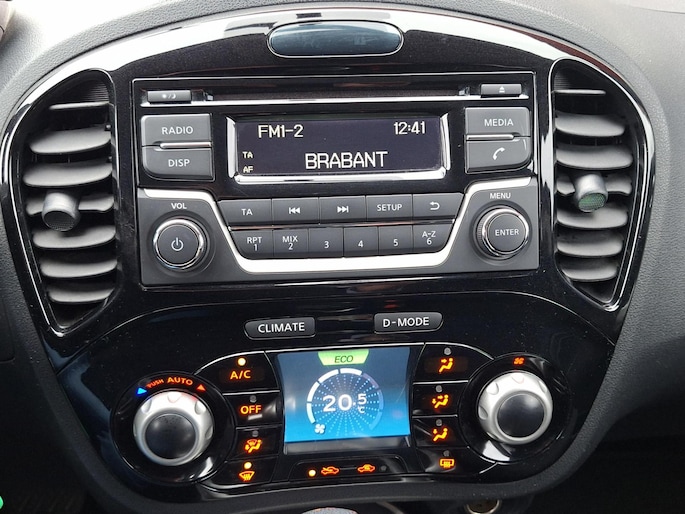 RADIO
FM1-2 12:41
MEDIA
DISP
TA
AF
BRABANT
VOL
MENU
TA SETUP
RPT 1 MIX 2 3 4 5 A-Z 6
ENTER
CLIMATE D-MODE
ECO
PUSH AUTO
A/C
20.5 °C
OFF